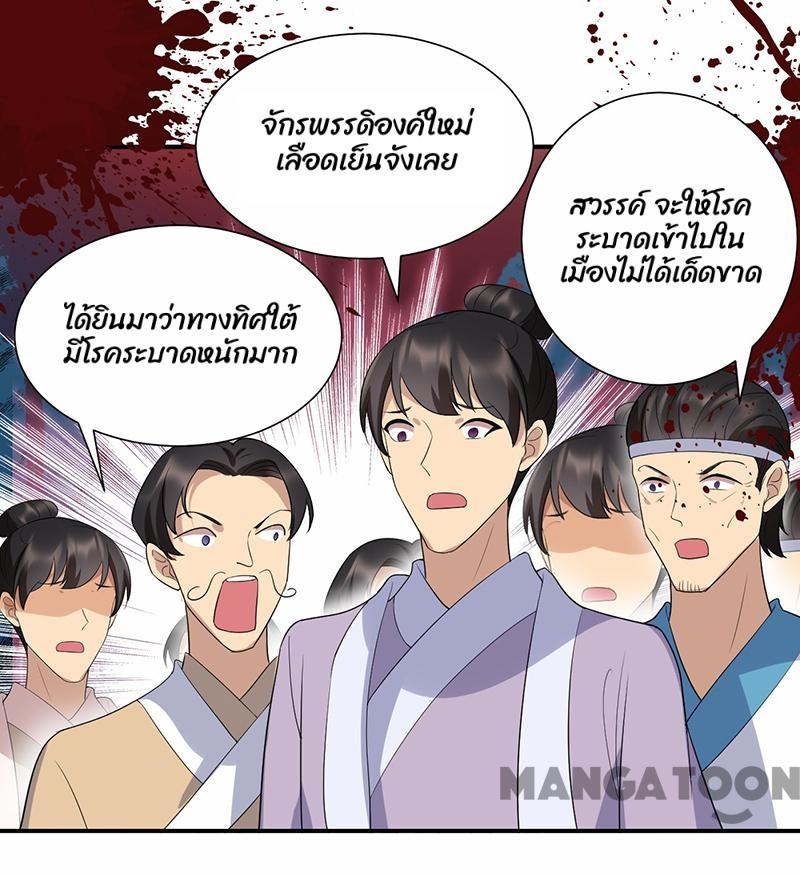 จักรพรรดิองค์ใหม่
เลือดเย็นจังเลย
สวรรค์ จะให้โรค
ระบาดเข้าไปใน
เมืองไม่ได้เด็ดขาด
ได้ยินมาว่าทางทิศใต้
มีโรคระบาดหนักมาก
MANGATOON